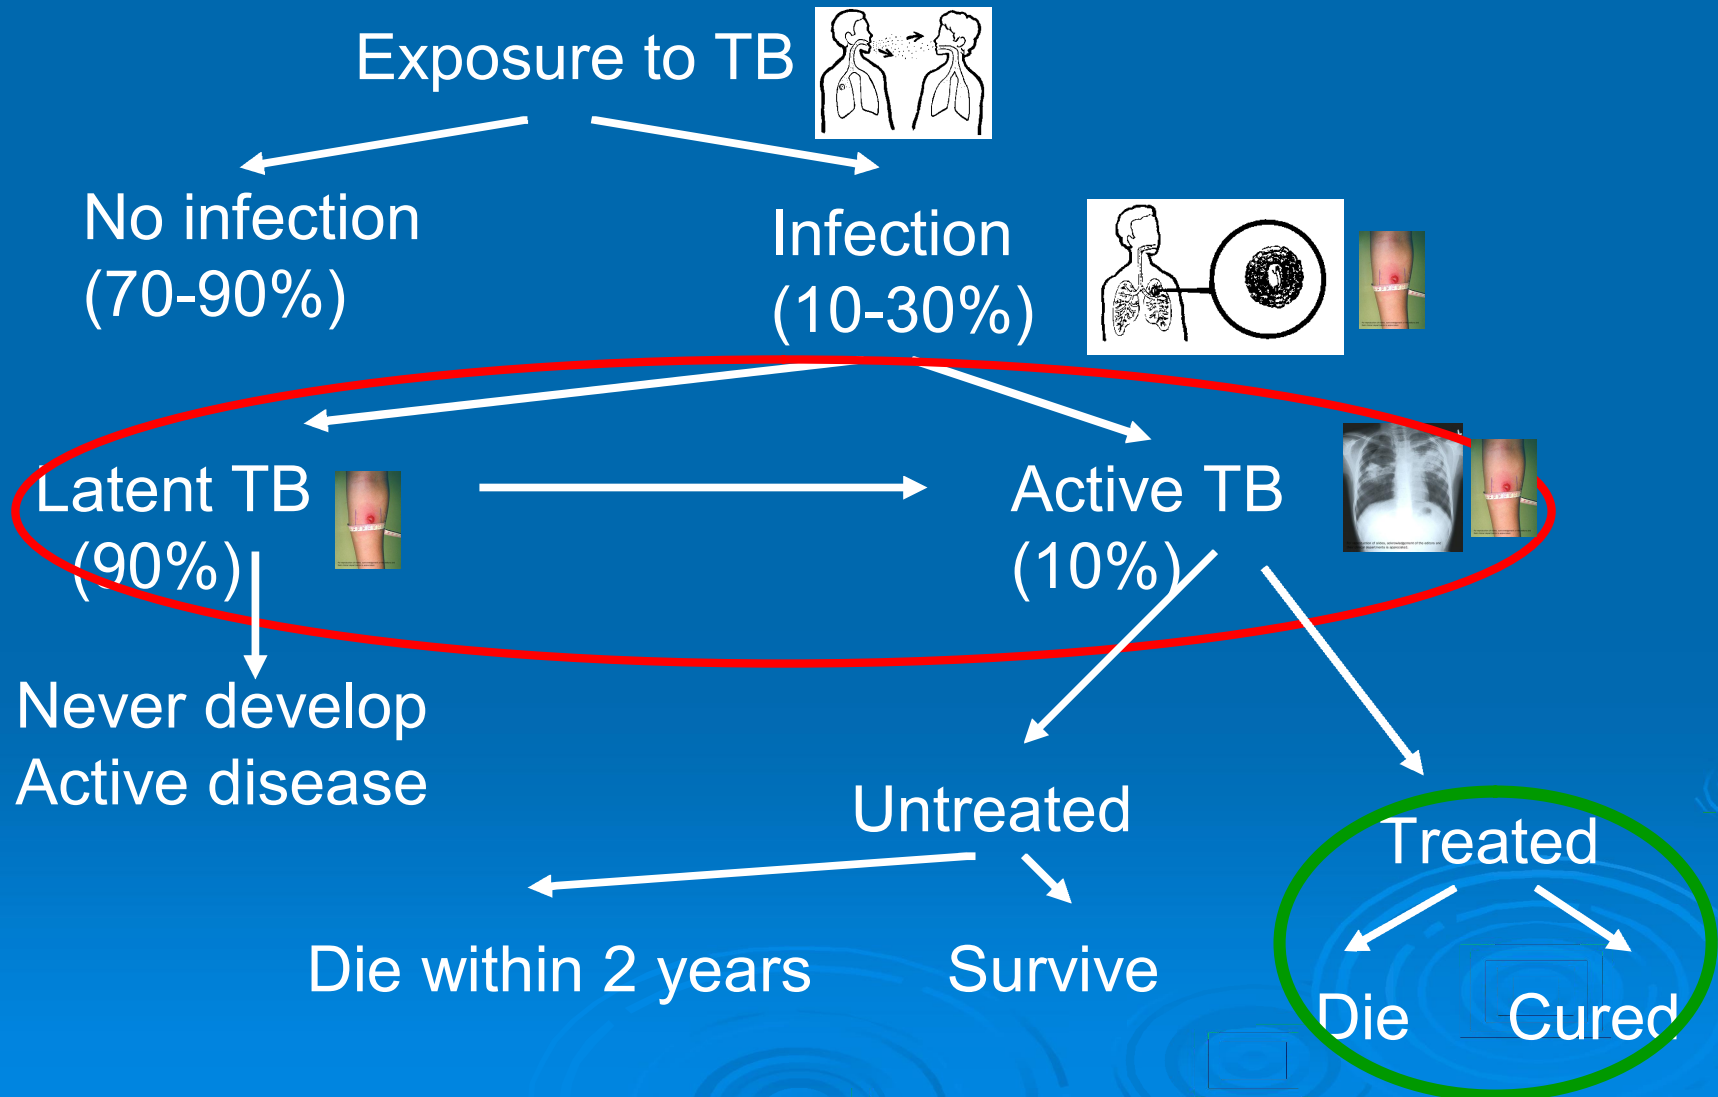 Exposure to TB
No infection
(70-90%)
Infection
(10-30%)
Latent TB
(90%)
Active TB
(10%)
Never develop
Active disease
Untreated
Treated
Die within 2 years
Survive
Die
Cured